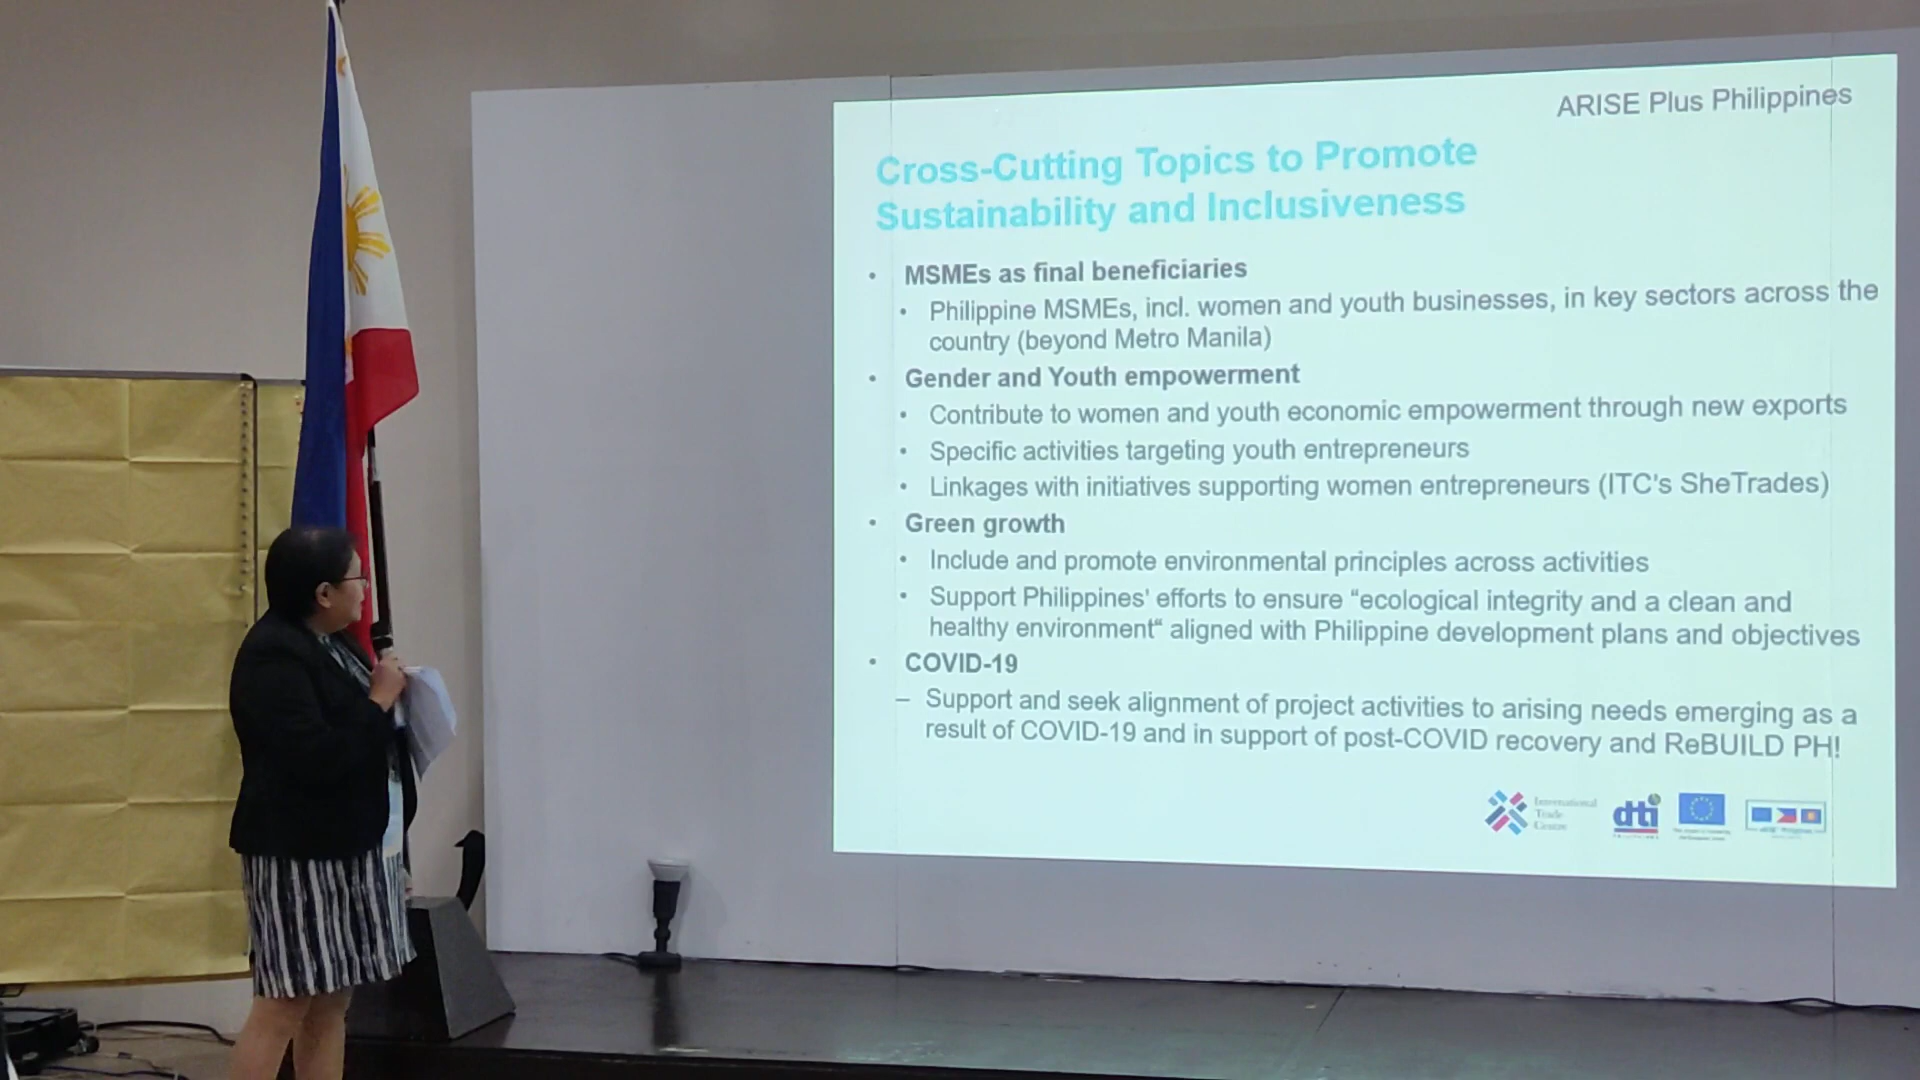 ARISE Plus Philippines
Cross-Cutting Topics to Promote
Sustainability and Inclusiveness
• MSMEs as final beneficiaries
• Philippine MSMEs, incl. women and youth businesses, in key sectors across the
country (beyond Metro Manila)
• Gender and Youth empowerment
• Contribute to women and youth economic empowerment through new exports
• Specific activities targeting youth entrepreneurs
• Linkages with initiatives supporting women entrepreneurs (ITC's SheTrades)
• Green growth
• Include and promote environmental principles across activities
• Support Philippines' efforts to ensure “ecological integrity and a clean and
healthy environment“ aligned with Philippine development plans and objectives
• COVID-19
– Support and seek alignment of project activities to arising needs emerging as a
result of COVID-19 and in support of post-COVID recovery and ReBUILD PH!
International
Trade
Centre
dti